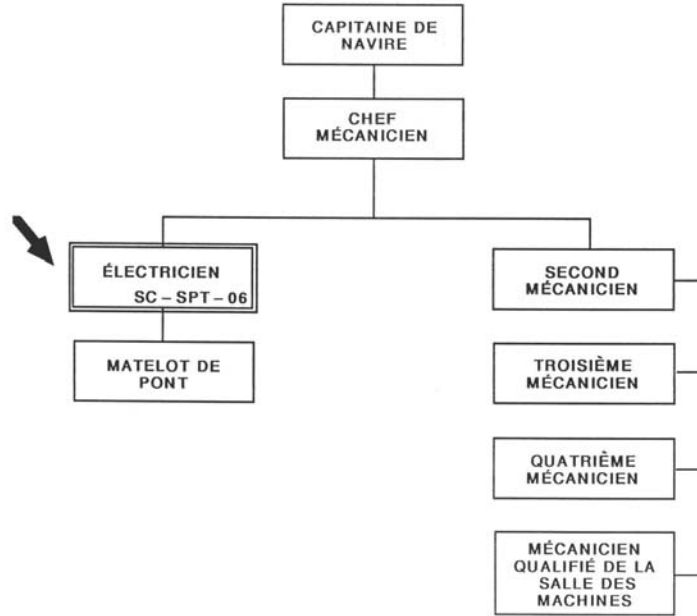 CAPITAINE DE
NAVIRE
CHEF
MÉCANICIEN
ÉLECTRICIEN
SC – SPT – 06
MATELOT DE
PONT
SECOND
MÉCANICIEN
TROISIÈME
MÉCANICIEN
QUATRIÈME
MÉCANICIEN
MÉCANICIEN
QUALIFIÉ DE LA
SALLE DES
MACHINES